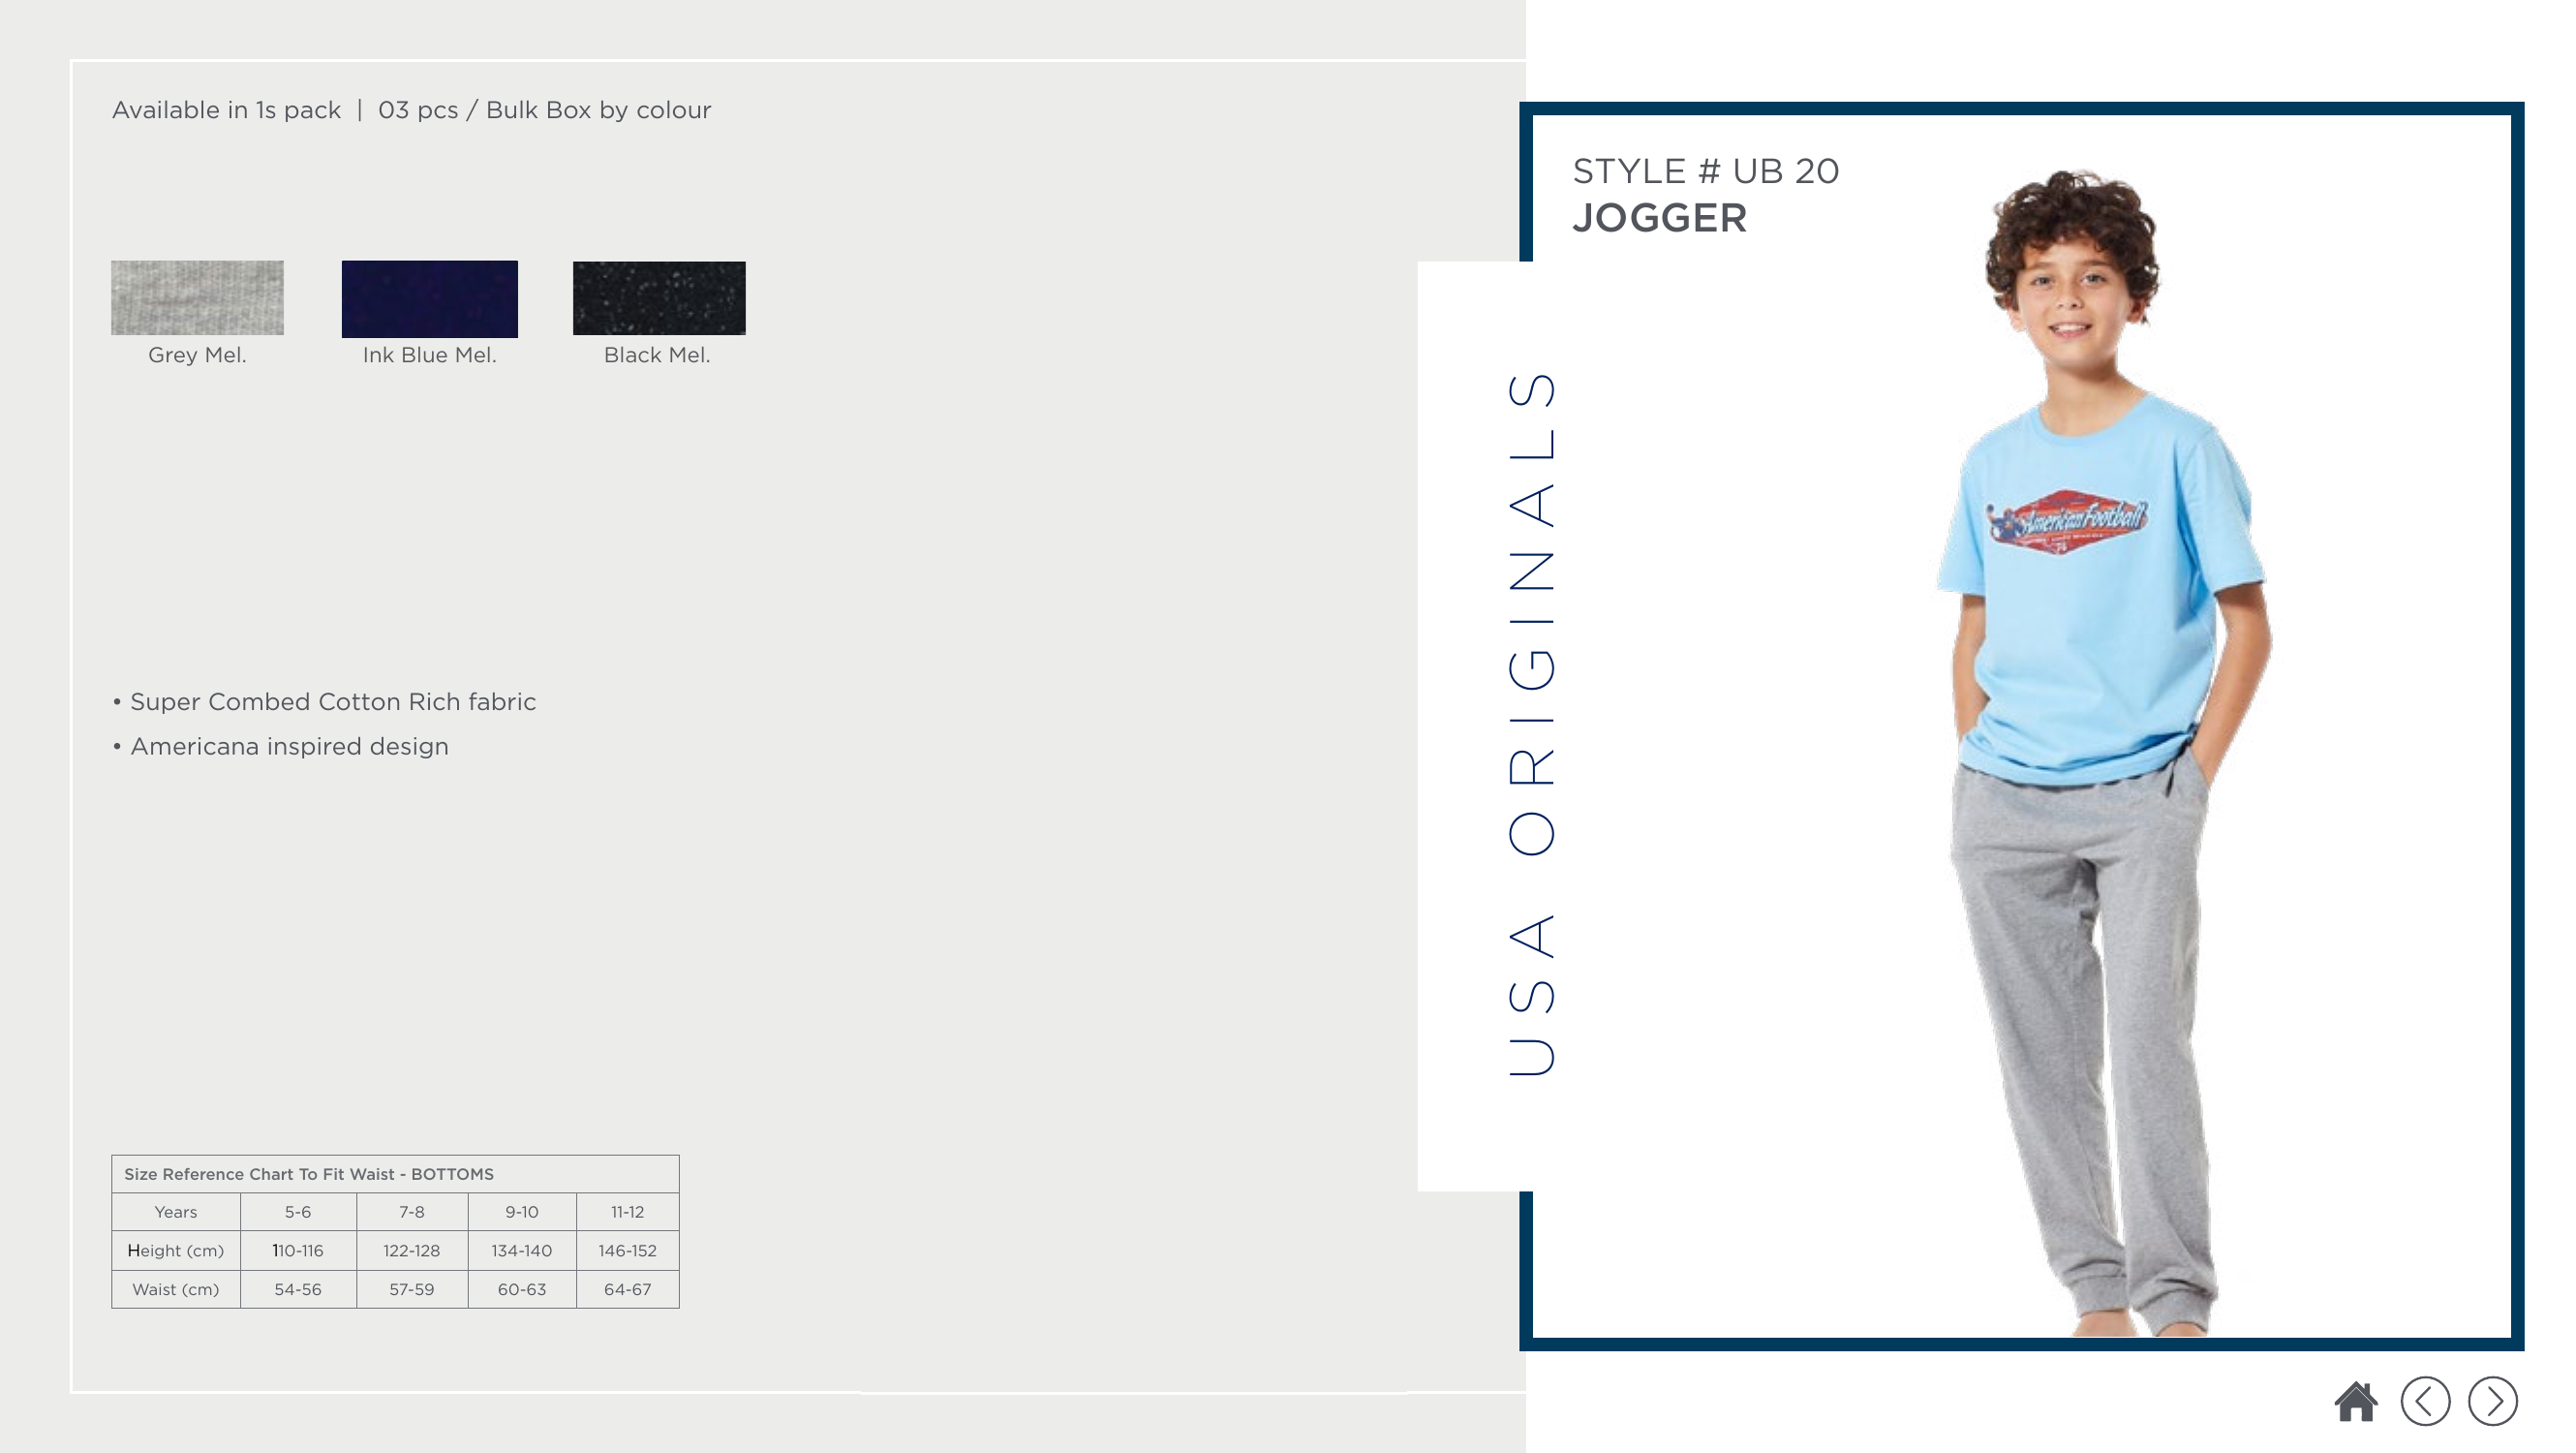 Available in 1s pack | 03 pcs / Bulk Box by colour
Grey Mel. Ink Blue Mel. Black Mel.
• Super Combed Cotton Rich fabric
• Americana inspired design
Size Reference Chart To Fit Waist - BOTTOMS
Years 5-6 7-8 9-10 11-12
Height (cm) 110-116 122-128 134-140 146-152
Waist (cm) 54-56 57-59 60-63 64-67
USA ORIGINALS
STYLE # UB 20
JOGGER
American Football